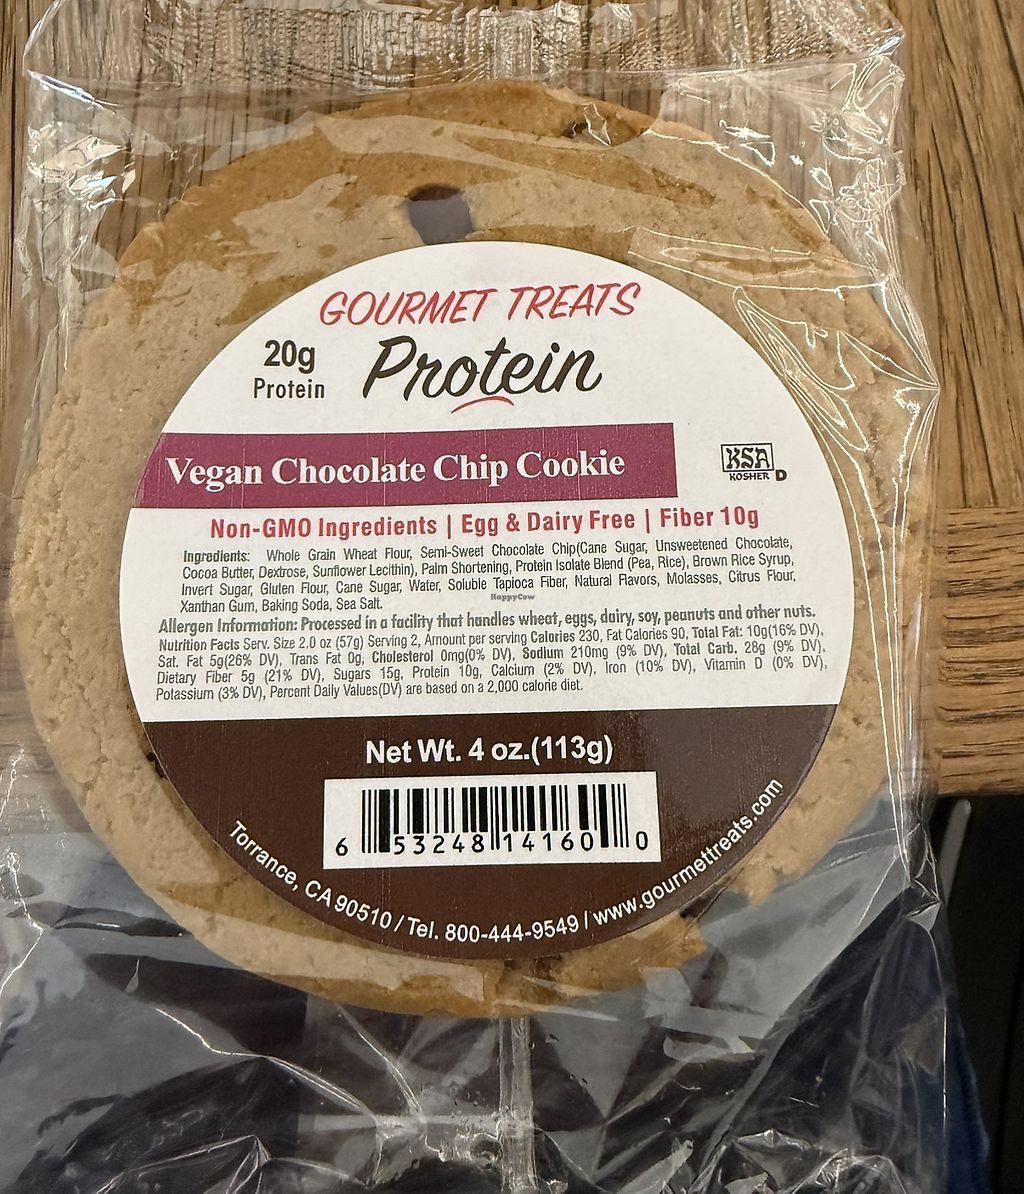 GOURMET TREATS
20g
Protein
Protein
Vegan Chocolate Chip Cookie
KSA
KOSHER D
Non-GMO Ingredients | Egg & Dairy Free | Fiber 10g
Ingredients: Whole Grain Wheat Flour, Semi-Sweet Chocolate Chip(Cane Sugar, Unsweetened Chocolate,
Cocoa Butter, Dextrose, Sunflower Lecithin), Palm Shortening, Protein Isolate Blend (Pea, Rice), Brown Rice Syrup,
Invert Sugar, Gluten Flour, Cane Sugar, Water, Soluble Tapioca Fiber, Natural Flavors, Molasses, Citrus Flour,
Xanthan Gum, Baking Soda, Sea Salt.
HappyCow
Allergen Information: Processed in a facility that handles wheat, eggs, dairy, soy, peanuts and other nuts.
Nutrition Facts Serv. Size 2.0 oz (57g) Serving 2, Amount per serving Calories 230, Fat Calories 90, Total Fat: 10g(16% DV),
Sat. Fat 5g(26% DV), Trans Fat 0g, Cholesterol 0mg(0% DV), Sodium 210mg (9% DV), Total Carb. 28g (9% DV),
Dietary Fiber 5g (21% DV), Sugars 15g, Protein 10g, Calcium (2% DV), Iron (10% DV), Vitamin D (0% DV),
Potassium (3% DV), Percent Daily Values(DV) are based on a 2,000 calorie diet.
Net Wt. 4 oz.(113g)
6 53248 14160 0
Torrance, CA 90510 / Tel. 800-444-9549 / www.gourmettreats.com